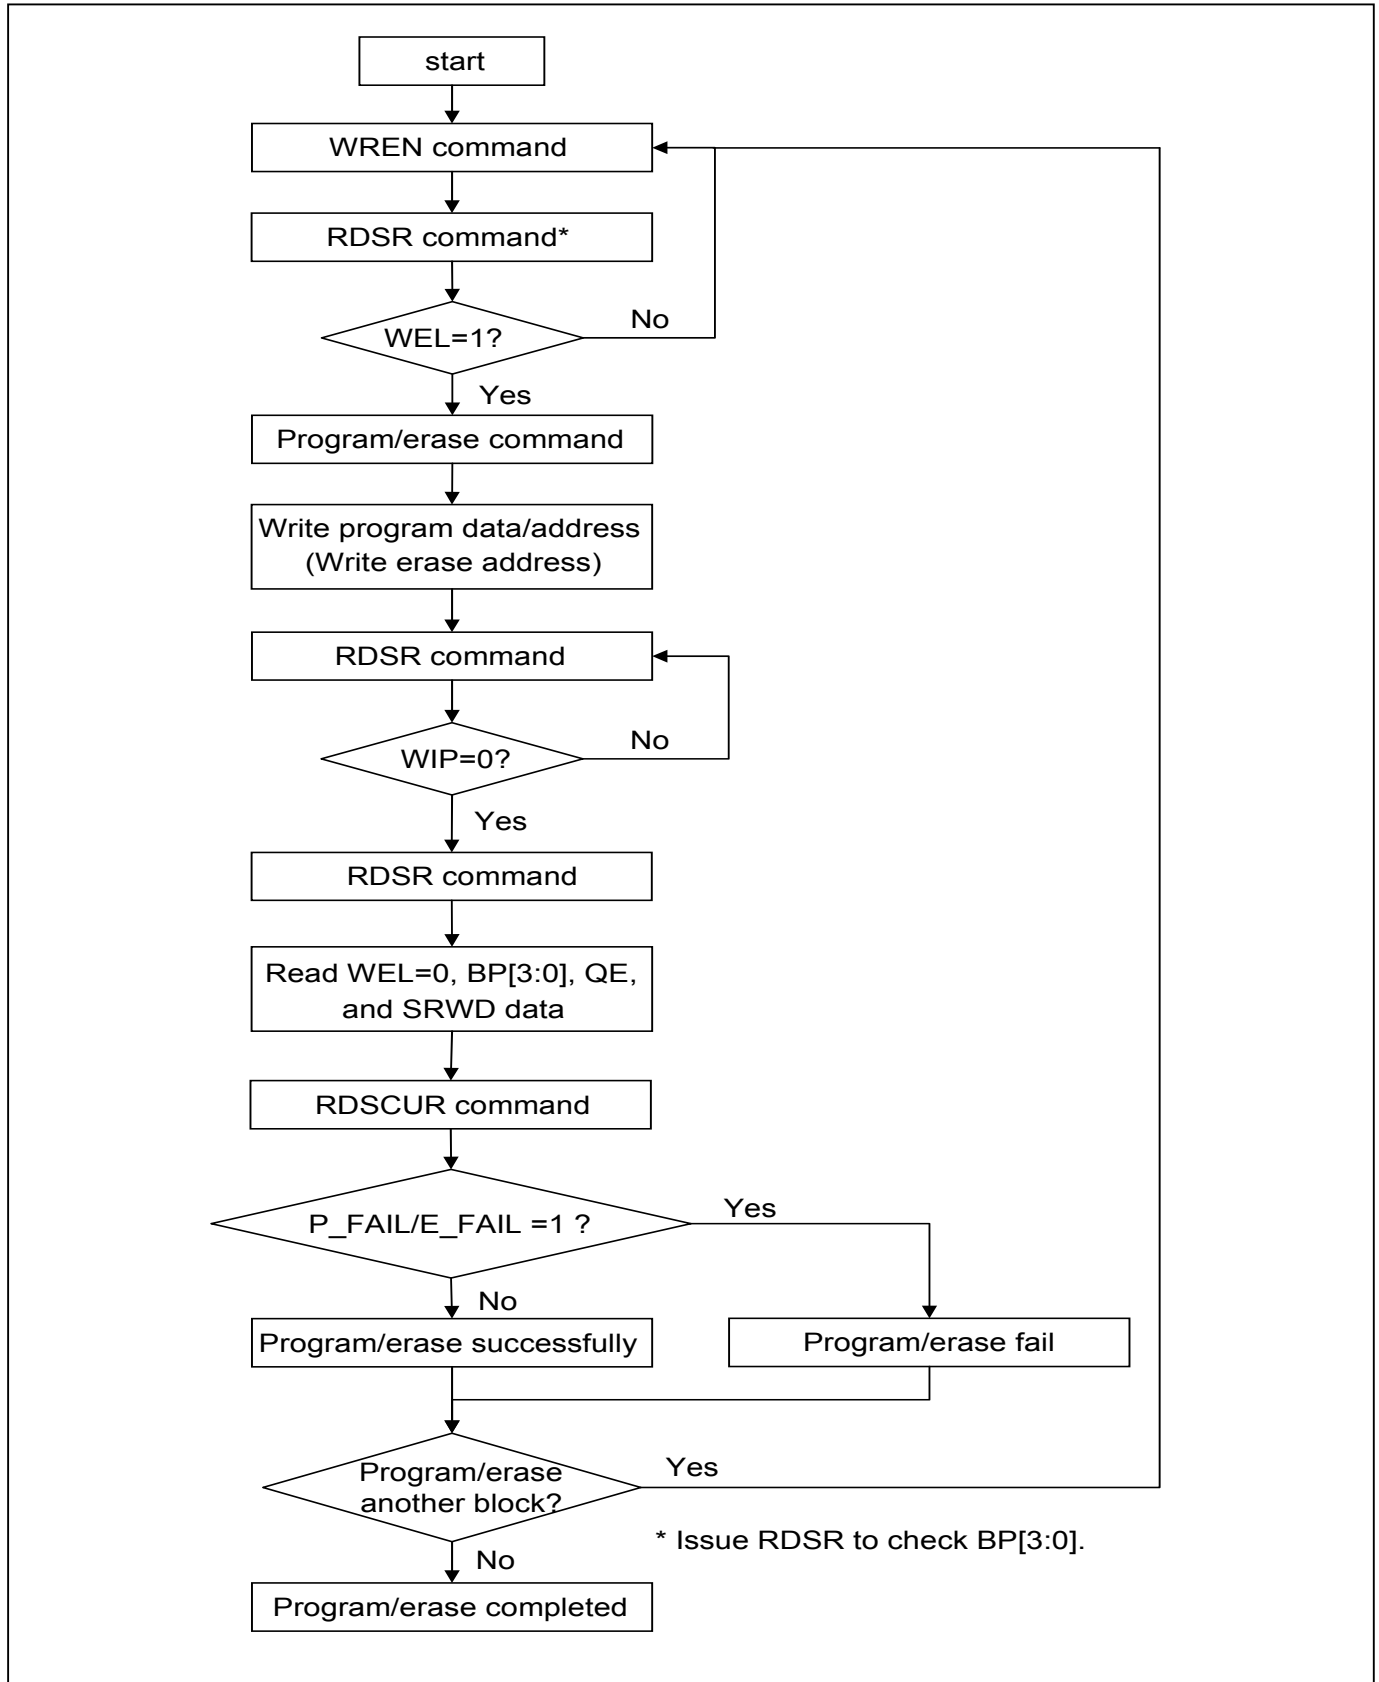 start
WREN command
RDSR command*
WEL=1?
No
Yes
Program/erase command
Write program data/address
(Write erase address)
RDSR command
WIP=0?
No
Yes
RDSR command
Read WEL=0, BP[3:0], QE,
and SRWD data
RDSCUR command
P_FAIL/E_FAIL =1 ?
Yes
No
Program/erase successfully
Program/erase fail
Program/erase
another block?
Yes
* Issue RDSR to check BP[3:0].
No
Program/erase completed